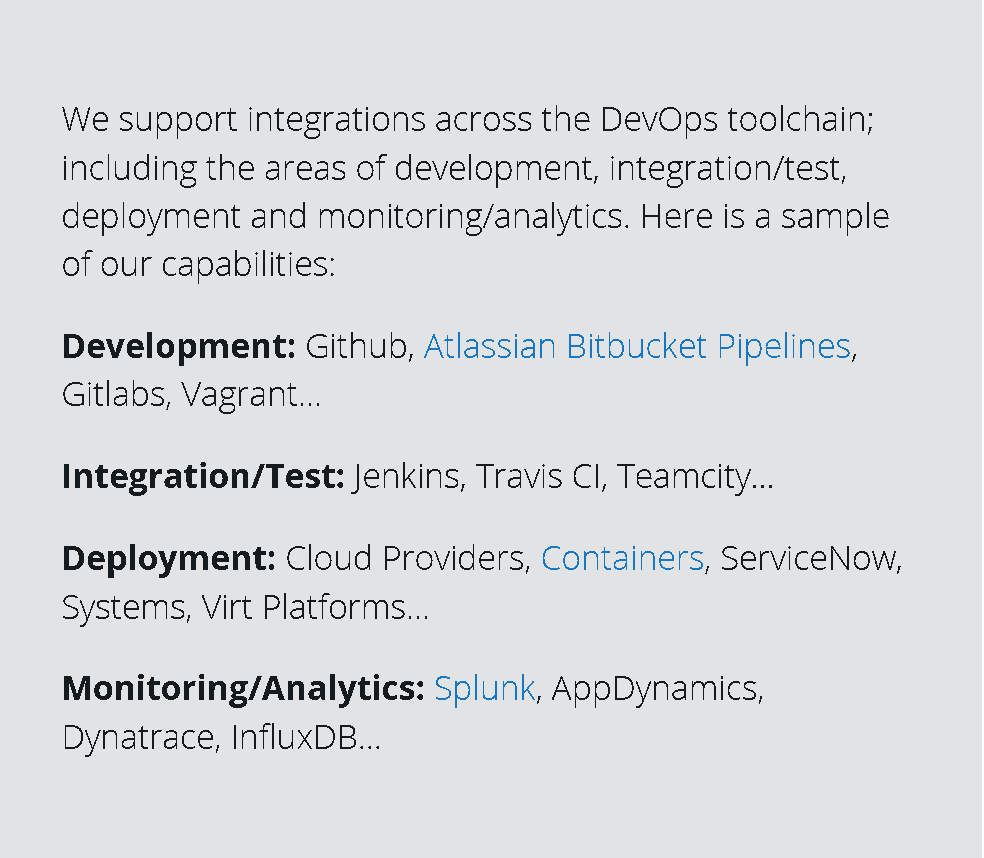 We support integrations across the DevOps toolchain;
including the areas of development, integration/test,
deployment and monitoring/analytics. Here is a sample
of our capabilities:
Development: Github, Atlassian Bitbucket Pipelines,
Gitlabs, Vagrant...
Integration/Test: Jenkins, Travis CI, Teamcity...
Deployment: Cloud Providers, Containers, ServiceNow,
Systems, Virt Platforms...
Monitoring/Analytics: Splunk, AppDynamics,
Dynatrace, InfluxDB...